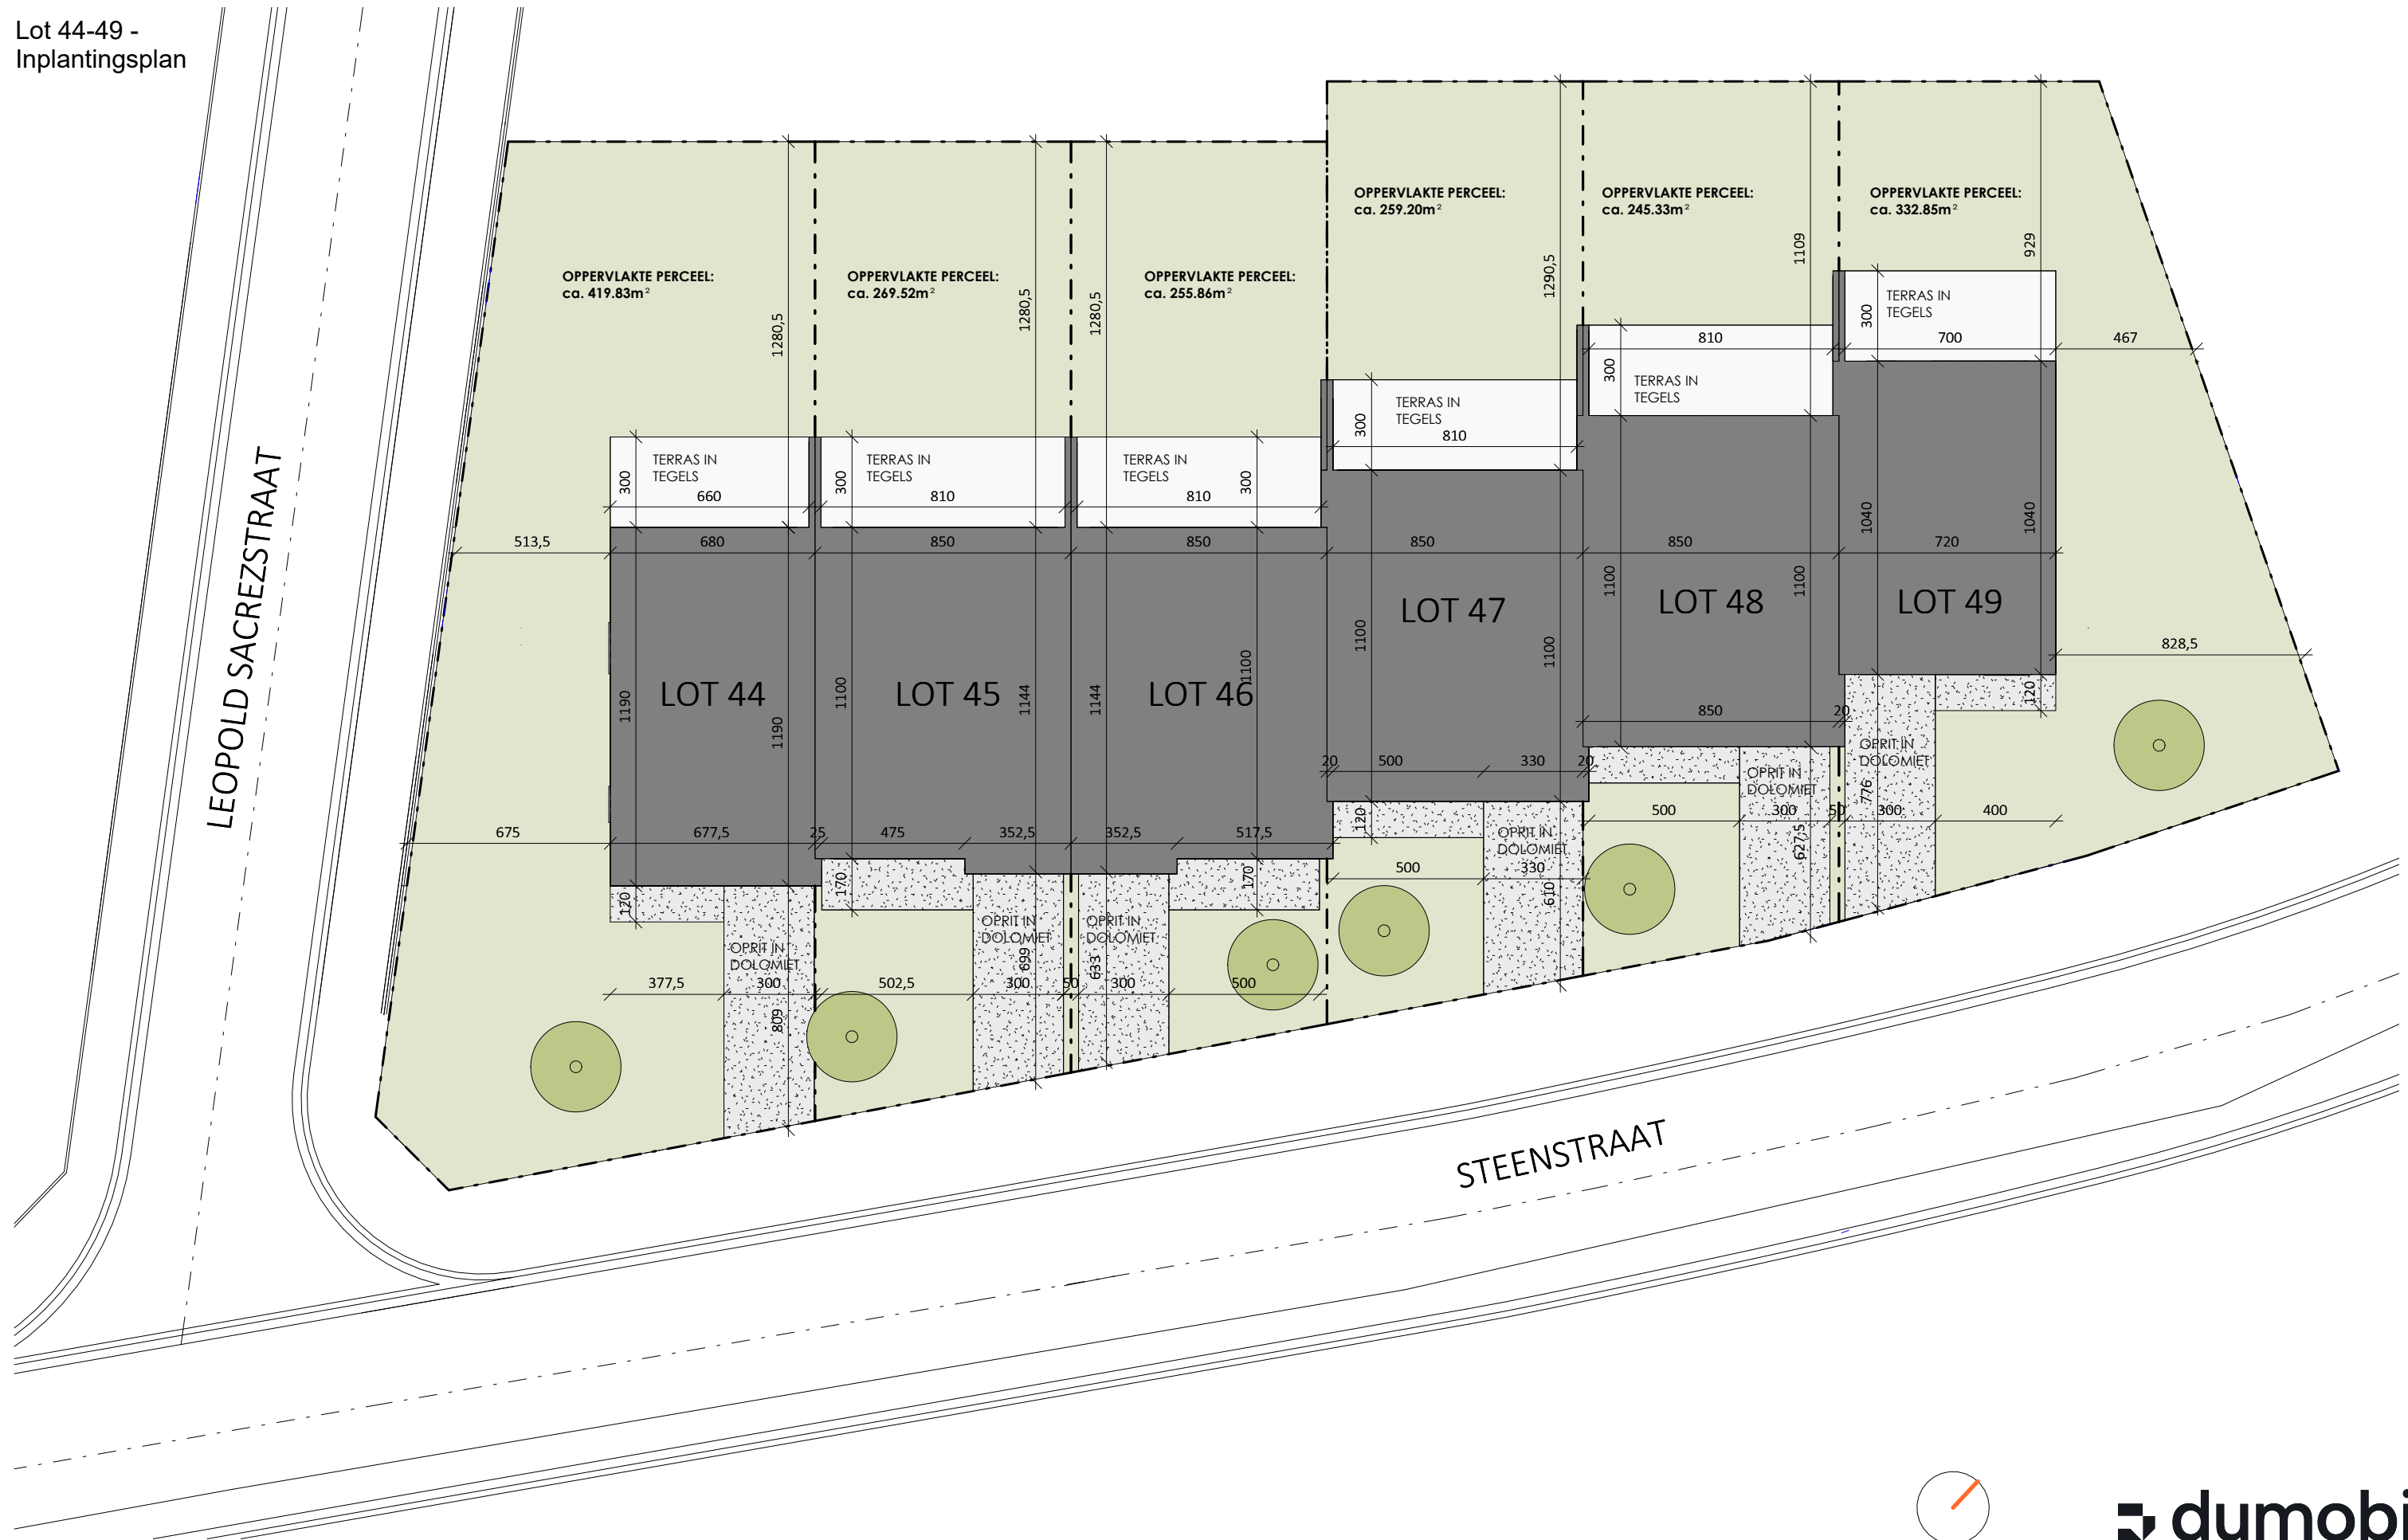 Lot 44-49 -
Inplantingsplan
OPPERVLAKTE PERCEEL:
ca. 259.20m²
OPPERVLAKTE PERCEEL:
ca. 245.33m²
OPPERVLAKTE PERCEEL:
ca. 332.85m²
1290,5
1109
929
OPPERVLAKTE PERCEEL:
ca. 419.83m²
OPPERVLAKTE PERCEEL:
ca. 269.52m²
OPPERVLAKTE PERCEEL:
ca. 255.86m²
1280,5
1280,5
1280,5
TERRAS IN
TEGELS
300
700
467
810
300
TERRAS IN
TEGELS
TERRAS IN
TEGELS
300
810
TERRAS IN
TEGELS
300
660
TERRAS IN
TEGELS
300
810
TERRAS IN
TEGELS
300
810
513,5
680
850
850
850
850
720
1040
1040
1100
1100
1100
1100
LOT 47
LOT 48
LOT 49
LEOPOLD SACREZSTRAAT
828,5
LOT 44
LOT 45
LOT 46
1190
1190
1100
1144
1144
1100
120
850
20
20
500
330
20
OPRIT IN
DOLOMIET
776
OPRIT IN
DOLOMIET
627,5
500
300
50
300
400
675
677,5
25
475
352,5
352,5
517,5
120
OPRIT IN
DOLOMIET
500
330
610
120
170
170
OPRIT IN
DOLOMIET
OPRIT IN
DOLOMIET
OPRIT IN
DOLOMIET
699
633
377,5
300
502,5
300
50
300
500
809
STEENSTRAAT
dumobi